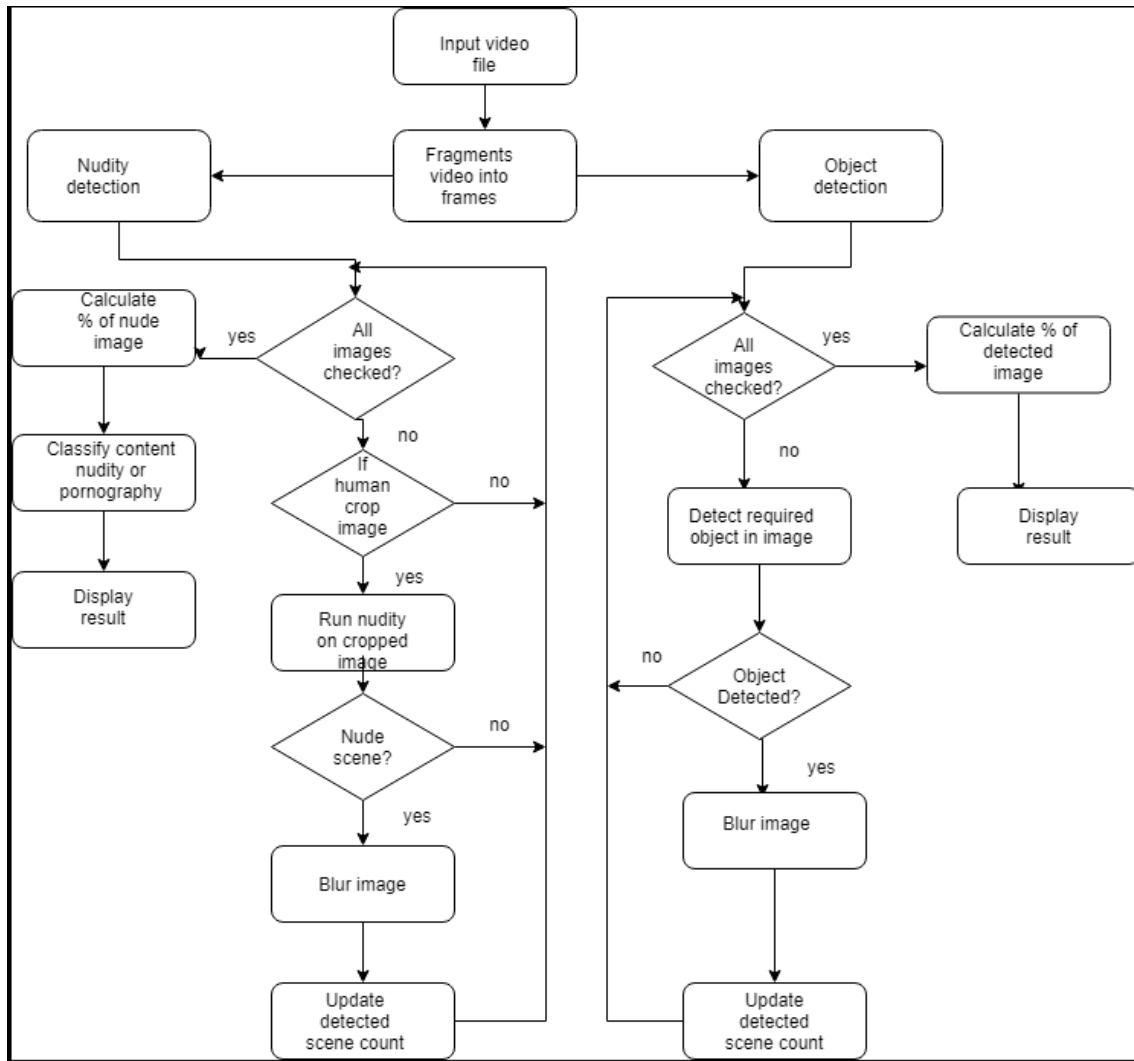 Input video
file
Nudity
detection
Fragments
video into
frames
Object
detection
Calculate
% of nude
image
yes
All
images
checked?
no
Classify content
nudity or
pornography
Display
result
If
human
crop
image
no
yes
Run nudity
on cropped
image
Nude
scene?
no
yes
Blur image
Update
detected
scene count
All
images
checked?
yes
Calculate % of
detected
image
Display
result
no
Detect required
object in image
Object
Detected?
no
yes
Blur image
Update
detected
scene count